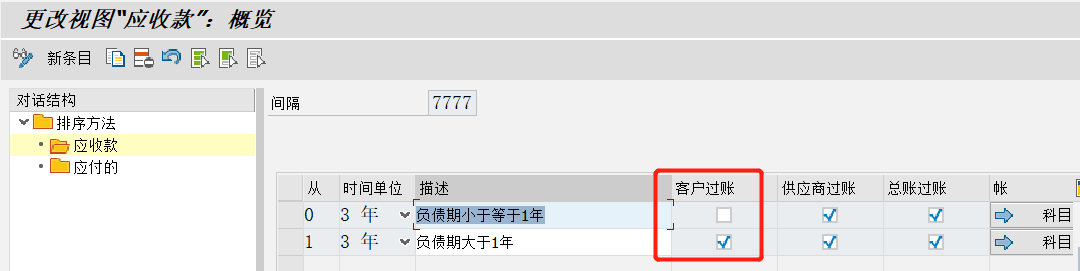 更改视图“应收款”: 概览
新条目
对话结构
排序方法
应收款
应付的
间隔 7777
从 时间单位 描述 客户过账 供应商过账 总账过账 帐
0 3 年 负债期小于等于1年 科目
1 3 年 负债期大于1年 科目